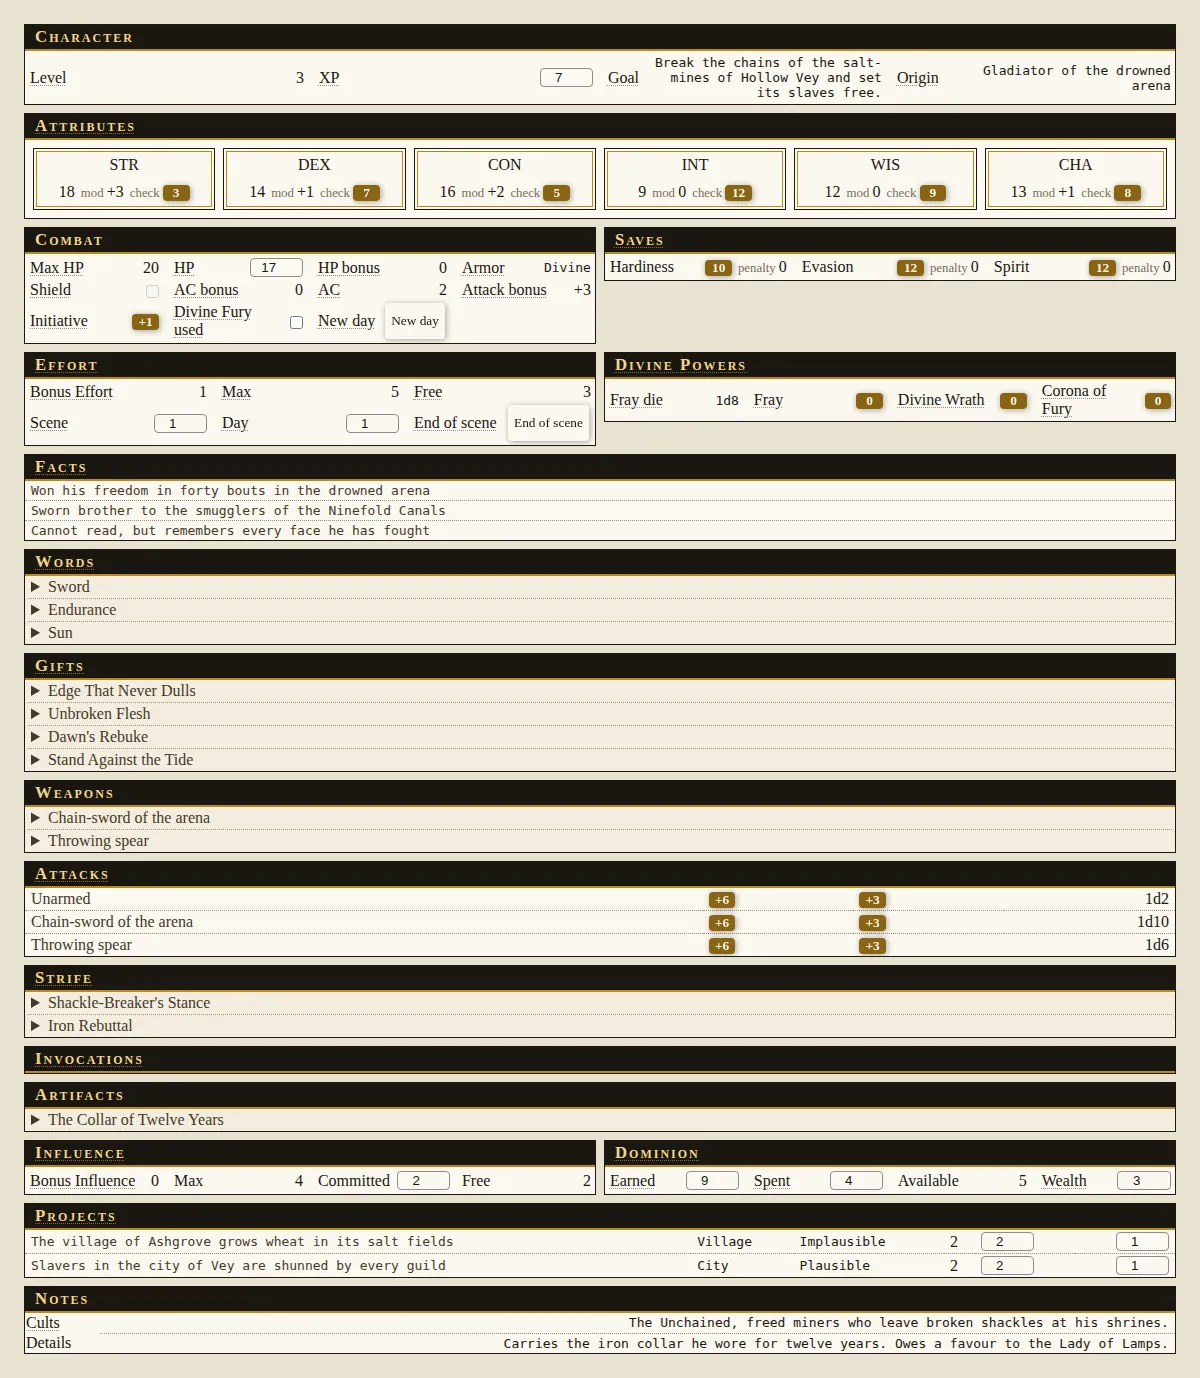 Character
Level 3 XP 7 Goal Break the chains of the salt-mines of Hollow Vey and set its slaves free. Origin Gladiator of the drowned arena
Attributes
STR DEX CON INT WIS CHA
18 mod +3 check 3 14 mod +1 check 7 16 mod +2 check 5 9 mod 0 check 12 12 mod 0 check 9 13 mod +1 check 8
Combat
Max HP 20 HP 17 HP bonus 0 Armor Divine
Shield AC bonus 0 AC 2 Attack bonus +3
Initiative +1 Divine Fury used New day New day
Saves
Hardiness 10 penalty 0 Evasion 12 penalty 0 Spirit 12 penalty 0
Effort
Bonus Effort 1 Max 5 Free 3
Scene 1 Day 1 End of scene End of scene
Divine Powers
Fray die 1d8 Fray 0 Divine Wrath 0 Corona of Fury 0
Facts
Won his freedom in forty bouts in the drowned arena
Sworn brother to the smugglers of the Ninefold Canals
Cannot read, but remembers every face he has fought
Words
Sword
Endurance
Sun
Gifts
Edge That Never Dulls
Unbroken Flesh
Dawn's Rebuke
Stand Against the Tide
Weapons
Chain-sword of the arena
Throwing spear
Attacks
Unarmed +6 +3 1d2
Chain-sword of the arena +6 +3 1d10
Throwing spear +6 +3 1d6
Strife
Shackle-Breaker's Stance
Iron Rebuttal
Invocations
Artifacts
The Collar of Twelve Years
Influence
Bonus Influence 0 Max 4 Committed 2 Free 2
Dominion
Earned 9 Spent 4 Available 5 Wealth 3
Projects
The village of Ashgrove grows wheat in its salt fields Village Implausible 2 2 1
Slavers in the city of Vey are shunned by every guild City Plausible 2 2 1
Notes
Cults The Unchained, freed miners who leave broken shackles at his shrines.
Details Carries the iron collar he wore for twelve years. Owes a favour to the Lady of Lamps.